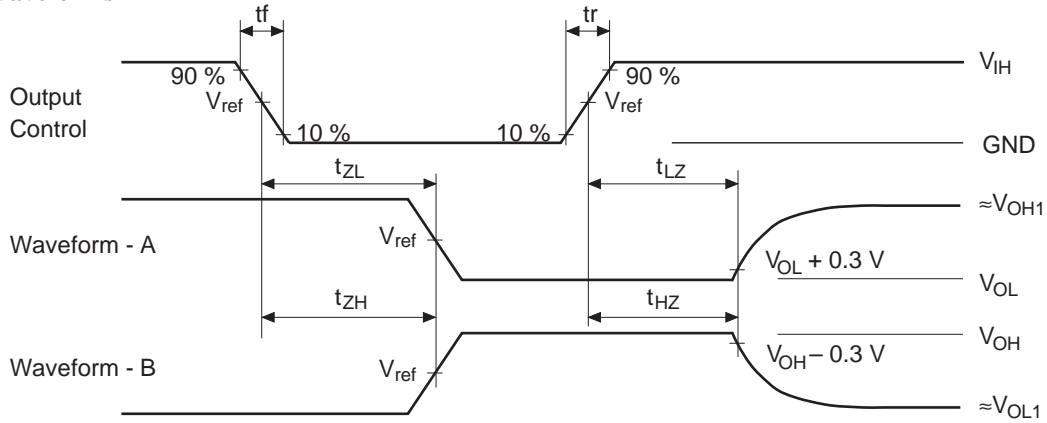 tf
tr
90 %
90 %
V_IH
Output
Control
V_ref
V_ref
10 %
10 %
GND
t_ZL
t_LZ
≈V_OH1
Waveform - A
V_ref
V_OL + 0.3 V
V_OL
t_ZH
t_HZ
V_OH
V_OH – 0.3 V
Waveform - B
V_ref
≈V_OL1